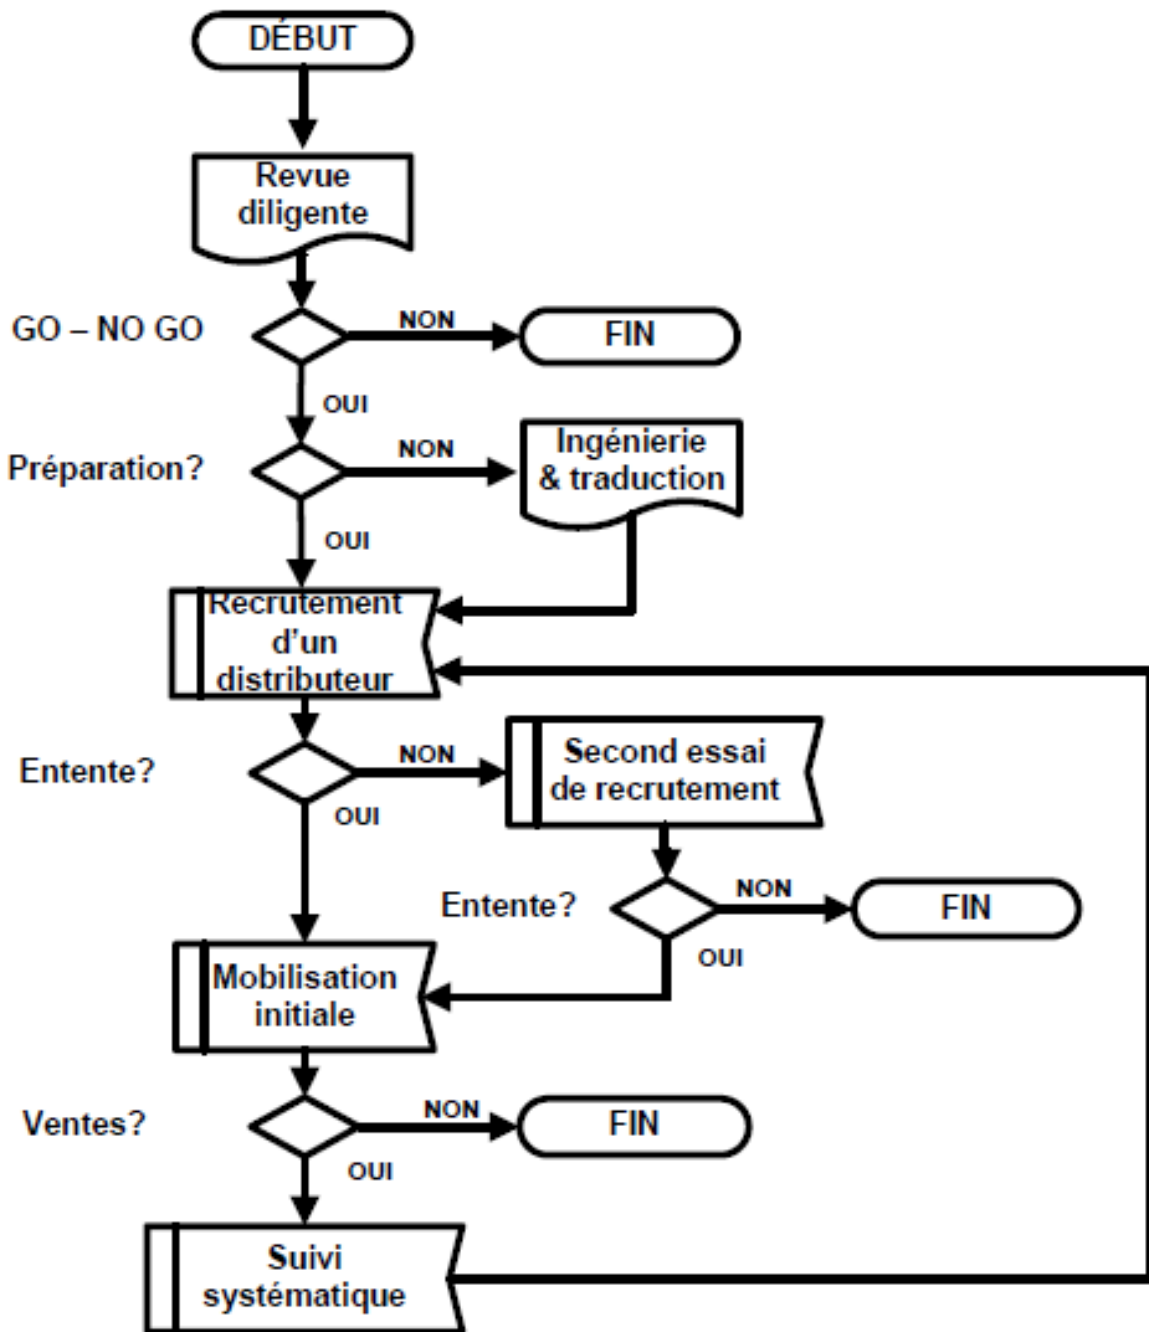 DÉBUT
Revue
diligente
GO – NO GO
NON
FIN
OUI
Préparation?
NON
Ingénierie
& traduction
OUI
Recrutement
d'un
distributeur
Entente?
NON
Second essai
de recrutement
OUI
Entente?
NON
FIN
OUI
Mobilisation
initiale
Ventes?
NON
FIN
OUI
Suivi
systématique